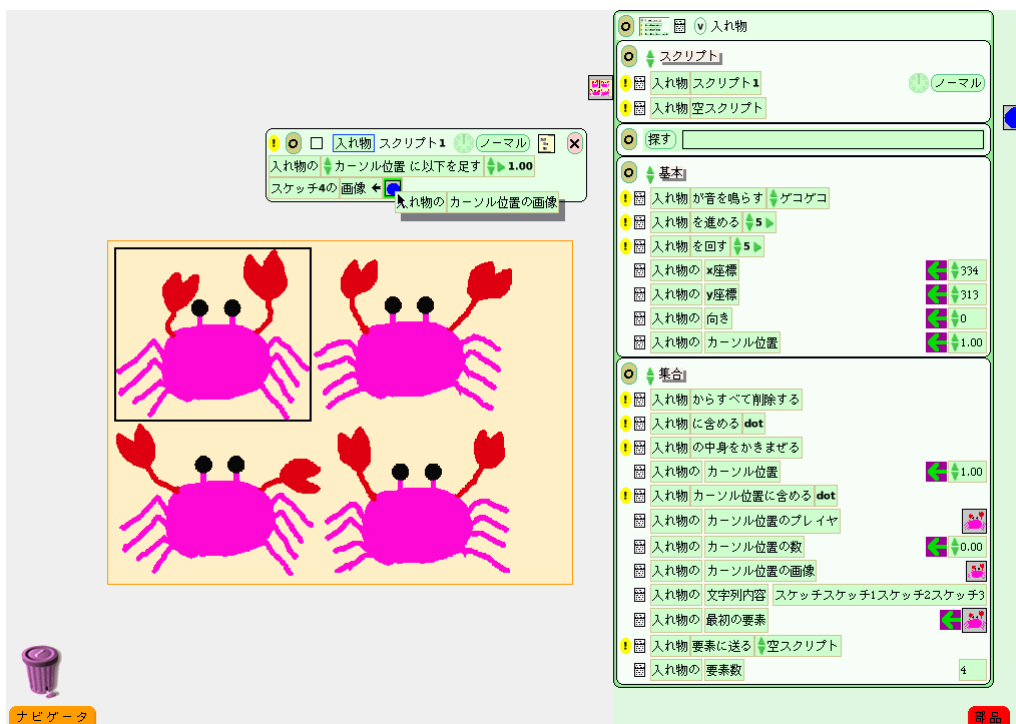 入れ物 スクリプト1 ノーマル
入れ物の カーソル位置 に以下を足す 1.00
スケッチ4の 画像
入れ物の カーソル位置の画像
ナビゲータ
入れ物
スクリプト
入れ物 スクリプト1 ノーマル
入れ物 空スクリプト
探す
基本
入れ物 が音を鳴らす ゲコゲコ
入れ物 を進める 5
入れ物 を回す 5
入れ物の x座標 334
入れ物の y座標 313
入れ物の 向き 0
入れ物の カーソル位置 1.00
集合
入れ物 からすべて削除する
入れ物 に含める dot
入れ物 の中身をかきまぜる
入れ物の カーソル位置 1.00
入れ物 カーソル位置に含める dot
入れ物の カーソル位置のプレイヤ
入れ物の カーソル位置の数 0.00
入れ物の カーソル位置の画像
入れ物の 文字列内容 スケッチスケッチ1スケッチ2スケッチ3
入れ物の 最初の要素
入れ物 要素に送る 空スクリプト
入れ物の 要素数 4
部品